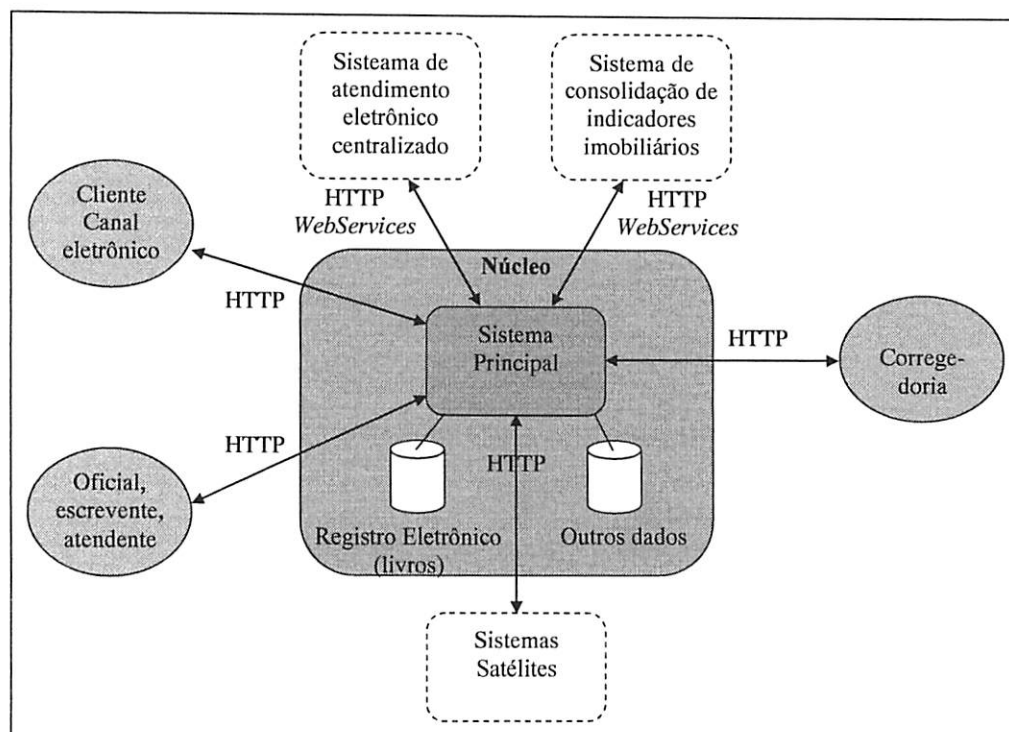 Sisteama de
atendimento
eletrônico
centralizado
Sistema de
consolidação de
indicadores
imobiliários
HTTP
WebServices
HTTP
WebServices
Cliente
Canal
eletrônico
HTTP
Núcleo
Sistema
Principal
HTTP
Correge-
doria
HTTP
Oficial,
escrevente,
atendente
HTTP
Registro Eletrônico
(livros)
Outros dados
Sistemas
Satélites